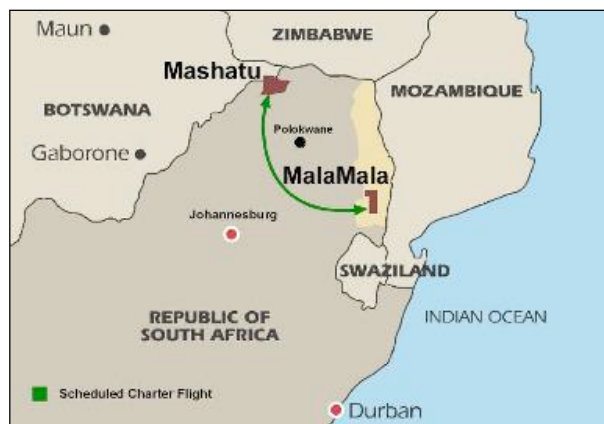 Maun
ZIMBABWE
Mashatu
MOZAMBIQUE
BOTSWANA
Polokwane
Gaborone
MalaMala
Johannesburg
SWAZILAND
REPUBLIC OF
SOUTH AFRICA
INDIAN OCEAN
Scheduled Charter Flight
Durban